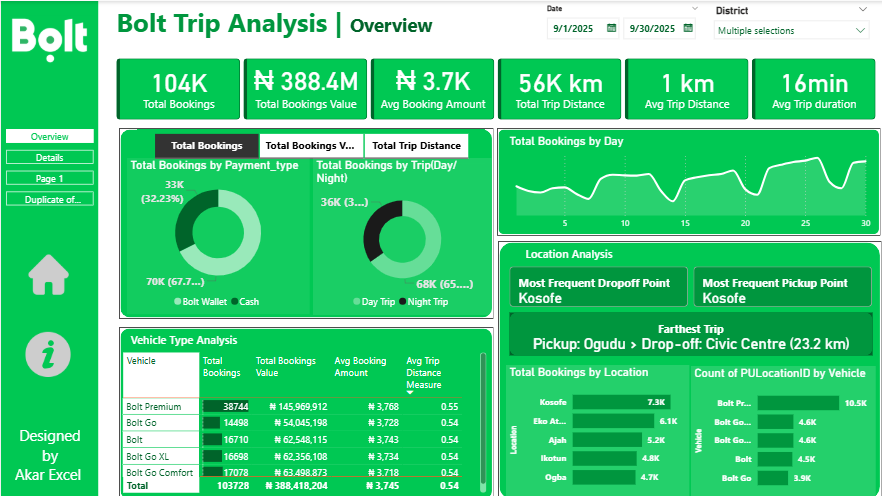 Bolt
Bolt Trip Analysis | Overview
Date
9/1/2025
9/30/2025
District
Multiple selections
104K
Total Bookings
₦ 388.4M
Total Bookings Value
₦ 3.7K
Avg Booking Amount
56K km
Total Trip Distance
1 km
Avg Trip Distance
16min
Avg Trip duration
Overview
Details
Page 1
Duplicate of...
Designed
by
Akar Excel
Total Bookings
Total Bookings V...
Total Trip Distance
Total Bookings by Payment_type
33K
(32.23%)
70K (67.7...)
Bolt Wallet
Cash
Total Bookings by Trip(Day/
Night)
36K (3...)
68K (65....)
Day Trip
Night Trip
Total Bookings by Day
5 10 15 20 25 30
Vehicle Type Analysis
Vehicle Total Bookings Total Bookings Value Avg Booking Amount Avg Trip Distance Measure
Bolt Premium 38744 ₦ 145,969,912 ₦ 3,768 0.55
Bolt Go 14498 ₦ 54,045,198 ₦ 3,728 0.54
Bolt 16710 ₦ 62,548,115 ₦ 3,743 0.54
Bolt Go XL 16698 ₦ 62,356,108 ₦ 3,734 0.54
Bolt Go Comfort 17078 ₦ 63,498,873 ₦ 3,718 0.54
Total 103728 ₦ 388,418,204 ₦ 3,745 0.54
Location Analysis
Most Frequent Dropoff Point
Kosofe
Most Frequent Pickup Point
Kosofe
Farthest Trip
Pickup: Ogudu > Drop-off: Civic Centre (23.2 km)
Total Bookings by Location
Location
Kosofe 7.3K
Eko At... 6.1K
Ajah 5.2K
Ikotun 4.8K
Ogba 4.7K
Count of PULocationID by Vehicle
Vehicle
Bolt Pr... 10.5K
Bolt Go... 4.6K
Bolt Go... 4.6K
Bolt 4.5K
Bolt Go 3.9K